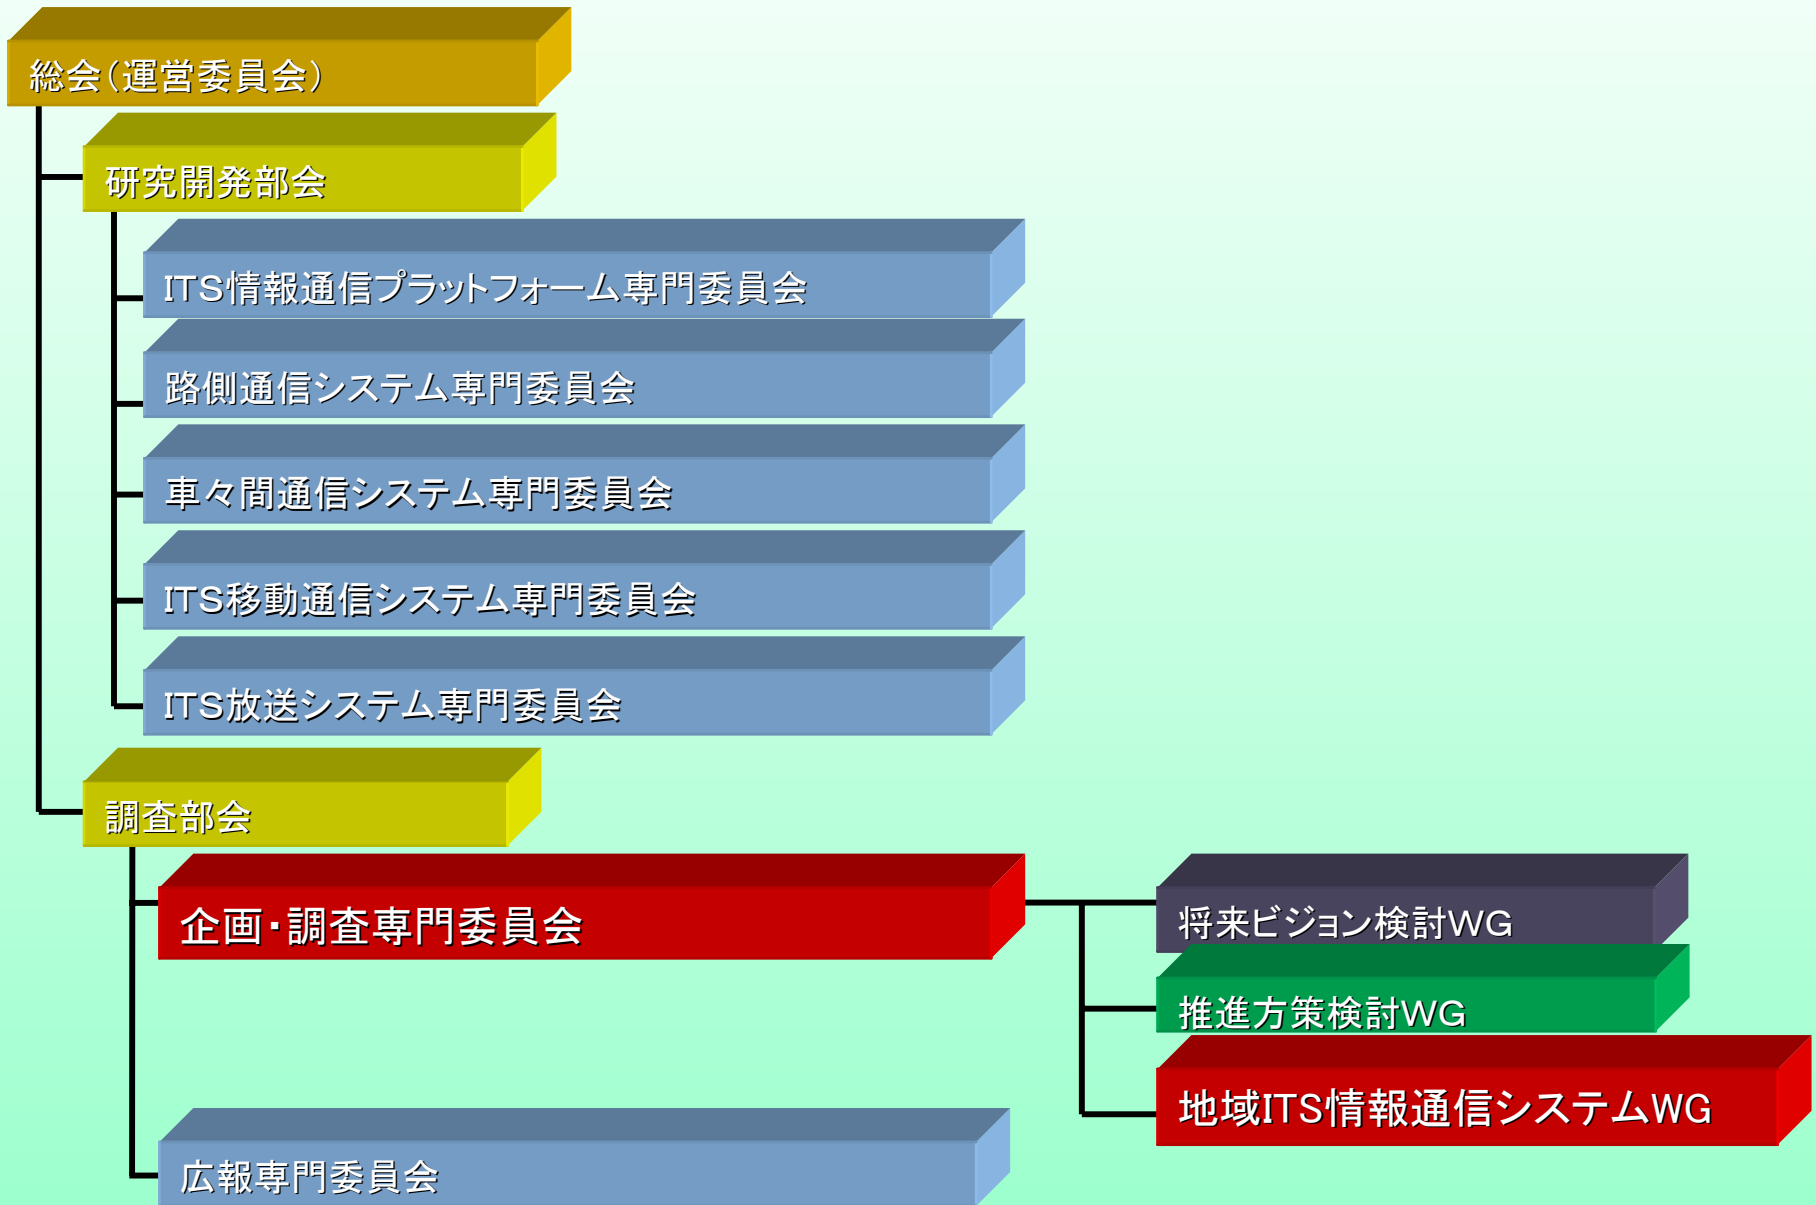 総会(運営委員会)
研究開発部会
ITS情報通信プラットフォーム専門委員会
路側通信システム専門委員会
車々間通信システム専門委員会
ITS移動通信システム専門委員会
ITS放送システム専門委員会
調査部会
企画・調査専門委員会
将来ビジョン検討WG
推進方策検討WG
地域ITS情報通信システムWG
広報専門委員会